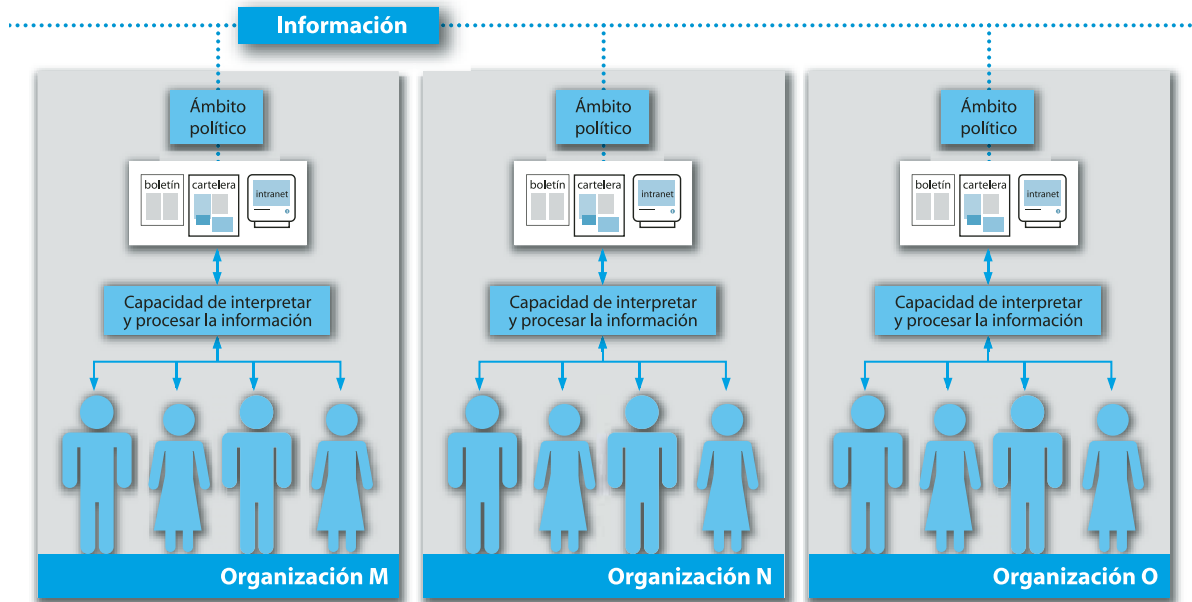 Información
Ámbito
político
boletín
cartelera
intranet
Capacidad de interpretar
y procesar la información
Organización M
Ámbito
político
boletín
cartelera
intranet
Capacidad de interpretar
y procesar la información
Organización N
Ámbito
político
boletín
cartelera
intranet
Capacidad de interpretar
y procesar la información
Organización O